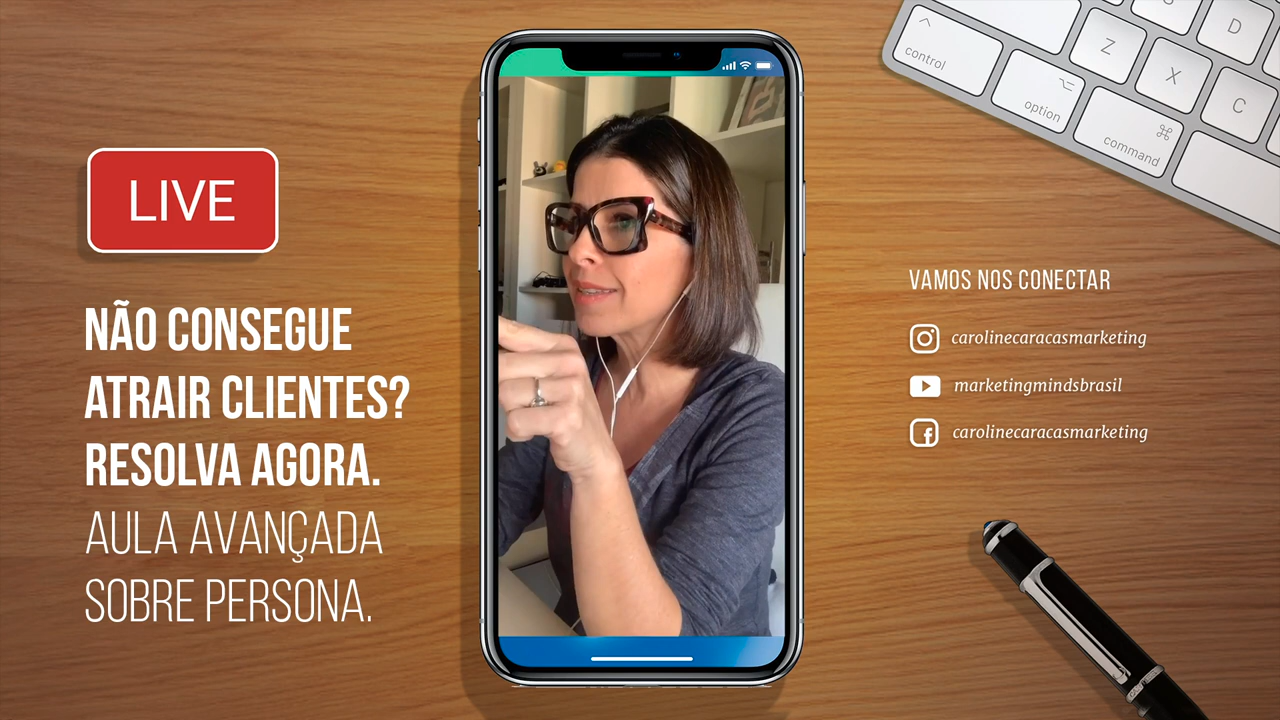 LIVE
NÃO CONSEGUE
ATRAIR CLIENTES?
RESOLVA AGORA.
AULA AVANÇADA
SOBRE PERSONA.
VAMOS NOS CONECTAR
carolinecaracasmarketing
marketingmindsbrasil
carolinecaracasmarketing
S D
Z X C
control option command